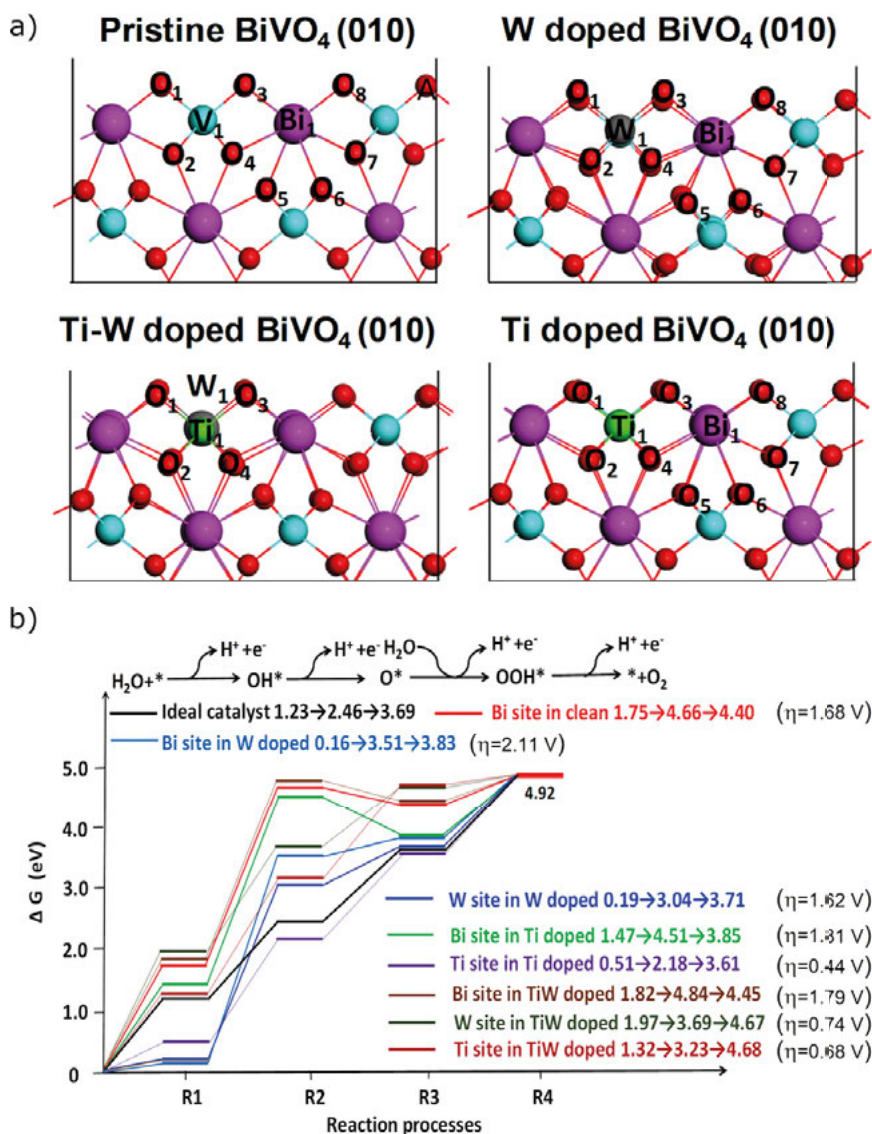 a)
Pristine BiVO₄ (010)
W doped BiVO₄ (010)
O₁ O₃ O₈ A
V₁ Bi₁
O₂ O₄ O₇
O₅ O₆
O₁ O₃ O₈
W₁ Bi₁
O₂ O₄ O₇
O₅ O₆
Ti-W doped BiVO₄ (010)
Ti doped BiVO₄ (010)
W₁
O₁ O₃
Ti₁
O₂ O₄
O₁ O₃ O₈
Ti₁ Bi₁
O₂ O₄ O₇
O₅ O₆
b)
H⁺ + e⁻ H⁺ + e⁻ H₂O H⁺ + e⁻ H⁺ + e⁻
H₂O+* OH* O* OOH* *+O₂
Ideal catalyst 1.23→2.46→3.69
Bi site in clean 1.75→4.66→4.40 (η=1.68 V)
Bi site in W doped 0.16→3.51→3.83 (η=2.11 V)
5.0
4.92
4.0
3.0
2.0
1.0
0
Δ G (eV)
W site in W doped 0.19→3.04→3.71 (η=1.62 V)
Bi site in Ti doped 1.47→4.51→3.85 (η=1.81 V)
Ti site in Ti doped 0.51→2.18→3.61 (η=0.44 V)
Bi site in TiW doped 1.82→4.84→4.45 (η=1.79 V)
W site in TiW doped 1.97→3.69→4.67 (η=0.74 V)
Ti site in TiW doped 1.32→3.23→4.68 (η=0.68 V)
R1 R2 R3 R4
Reaction processes